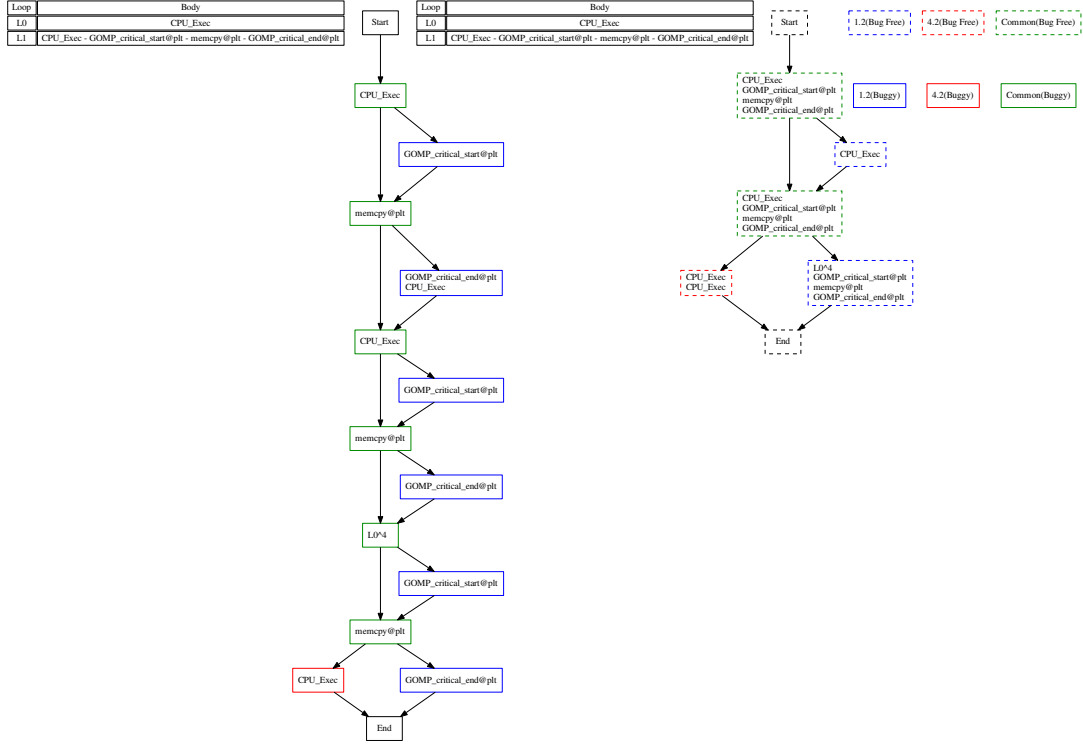 Loop Body
L0 CPU_Exec
L1 CPU_Exec - GOMP_critical_start@plt - memcpy@plt - GOMP_critical_end@plt
Start
CPU_Exec
GOMP_critical_start@plt
memcpy@plt
GOMP_critical_end@plt
CPU_Exec
CPU_Exec
GOMP_critical_start@plt
memcpy@plt
GOMP_critical_end@plt
L0^4
GOMP_critical_start@plt
memcpy@plt
CPU_Exec
GOMP_critical_end@plt
End
Loop Body
L0 CPU_Exec
L1 CPU_Exec - GOMP_critical_start@plt - memcpy@plt - GOMP_critical_end@plt
Start
CPU_Exec
GOMP_critical_start@plt
memcpy@plt
GOMP_critical_end@plt
CPU_Exec
CPU_Exec
GOMP_critical_start@plt
memcpy@plt
GOMP_critical_end@plt
CPU_Exec
CPU_Exec
L0^4
GOMP_critical_start@plt
memcpy@plt
GOMP_critical_end@plt
End
1.2(Bug Free)
4.2(Bug Free)
Common(Bug Free)
1.2(Buggy)
4.2(Buggy)
Common(Buggy)